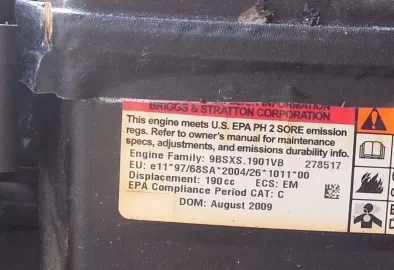 INFORMATION
BRIGGS & STRATTON CORPORATION
This engine meets U.S. EPA PH 2 SORE emission
regs. Refer to owner's manual for maintenance
specs, adjustments, and emissions durability info.
Engine Family: 9BSXS.1901VB 278517
EU: e11*97/68SA*2004/26*1011*00
Displacement: 190cc ECS: EM
EPA Compliance Period CAT: C
DOM: August 2009